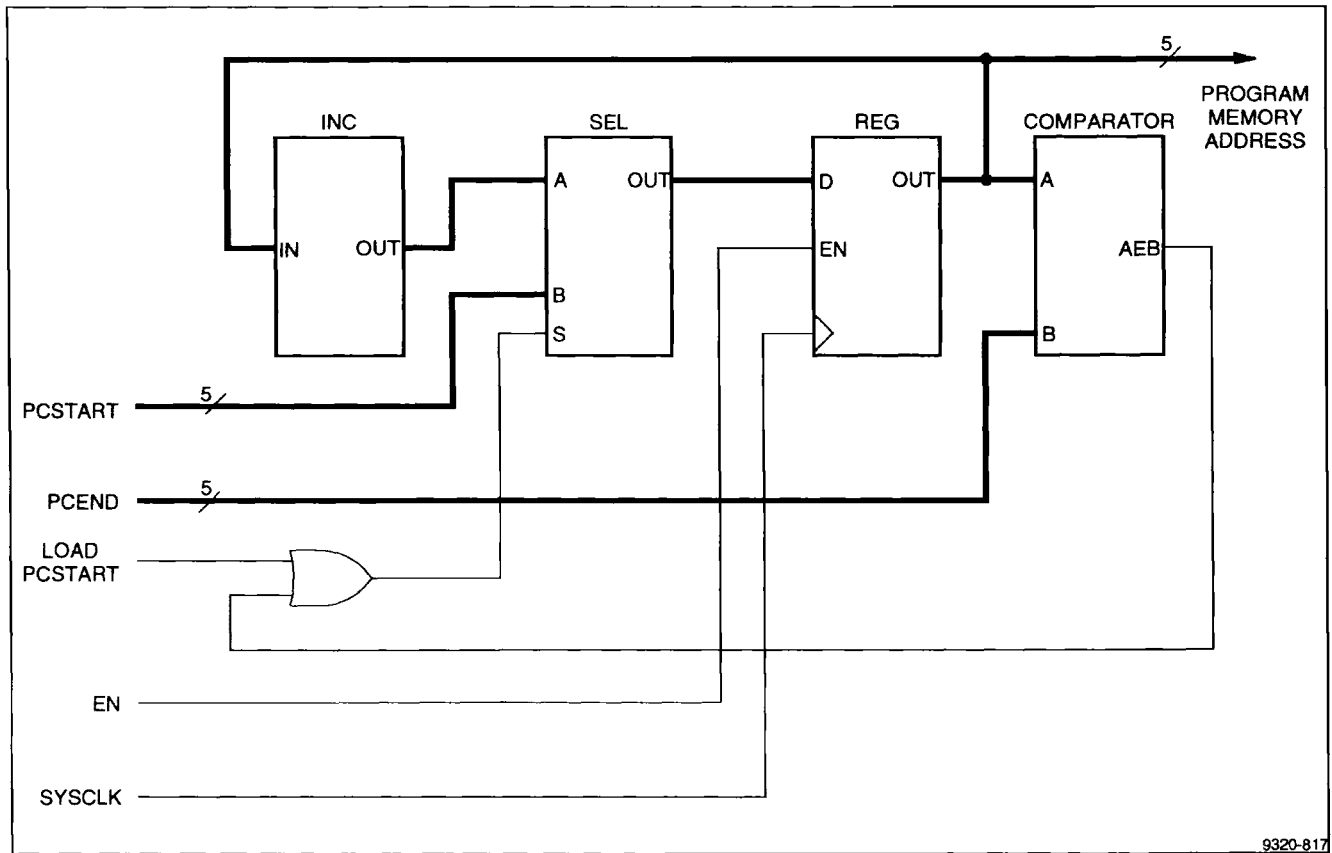 5
PROGRAM
MEMORY
ADDRESS
INC
SEL
REG
COMPARATOR
A
OUT
D
OUT
A
IN
OUT
EN
AEB
B
S
B
5
PCSTART
5
PCEND
LOAD
PCSTART
EN
SYSCLK
9320-817